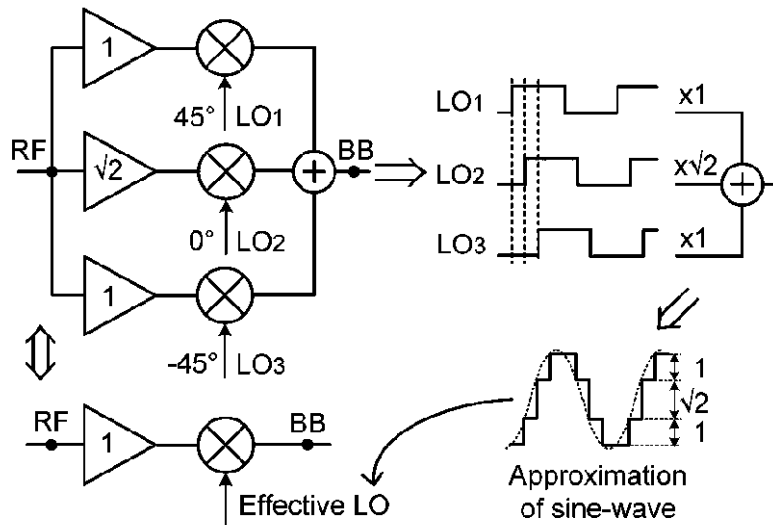 1
45° LO1
RF
√2
BB
0° LO2
1
-45° LO3
LO1
x1
LO2
x√2
LO3
x1
RF
1
BB
Effective LO
1
√2
1
Approximation
of sine-wave